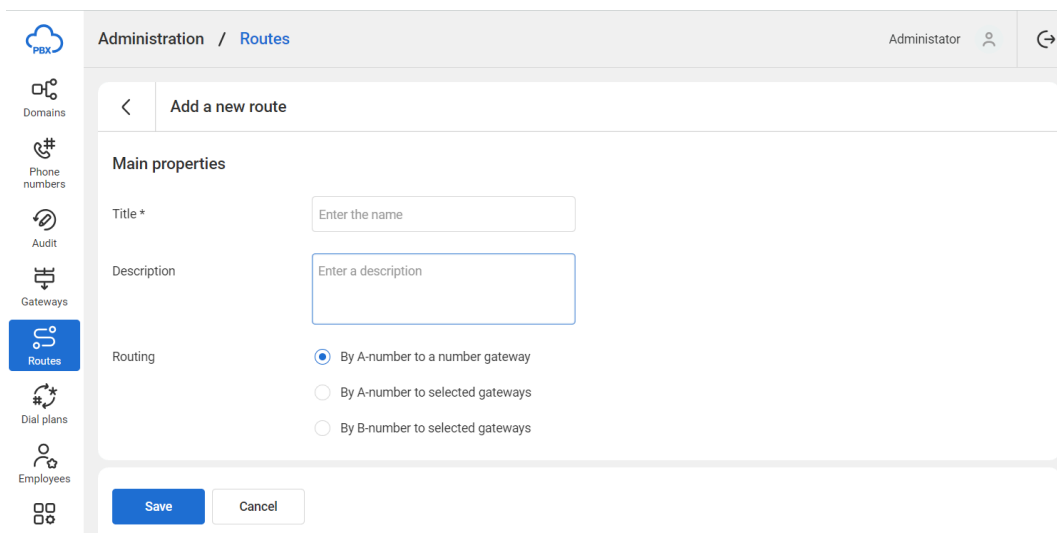 PBX
Administration / Routes
Administator
Domains
Phone
numbers
Audit
Gateways
Routes
Dial plans
Employees
Add a new route
Main properties
Title *
Enter the name
Description
Enter a description
Routing
By A-number to a number gateway
By A-number to selected gateways
By B-number to selected gateways
Save
Cancel